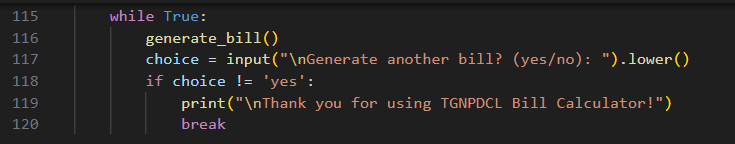 115 while True:
116 generate_bill()
117 choice = input("\nGenerate another bill? (yes/no): ").lower()
118 if choice != 'yes':
119 print("\nThank you for using TGNPDCL Bill Calculator!")
120 break